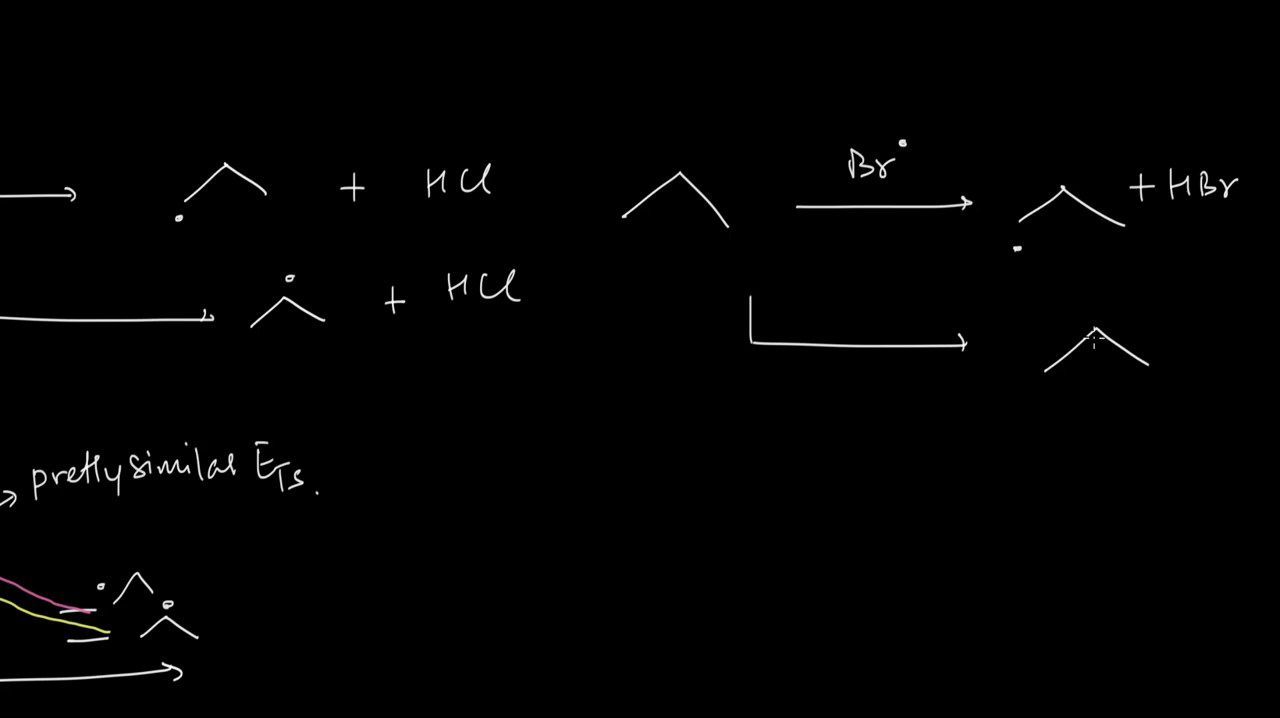 Br•
+ HCl
+ HBr
+ HCl
→ pretty similar E_TS.